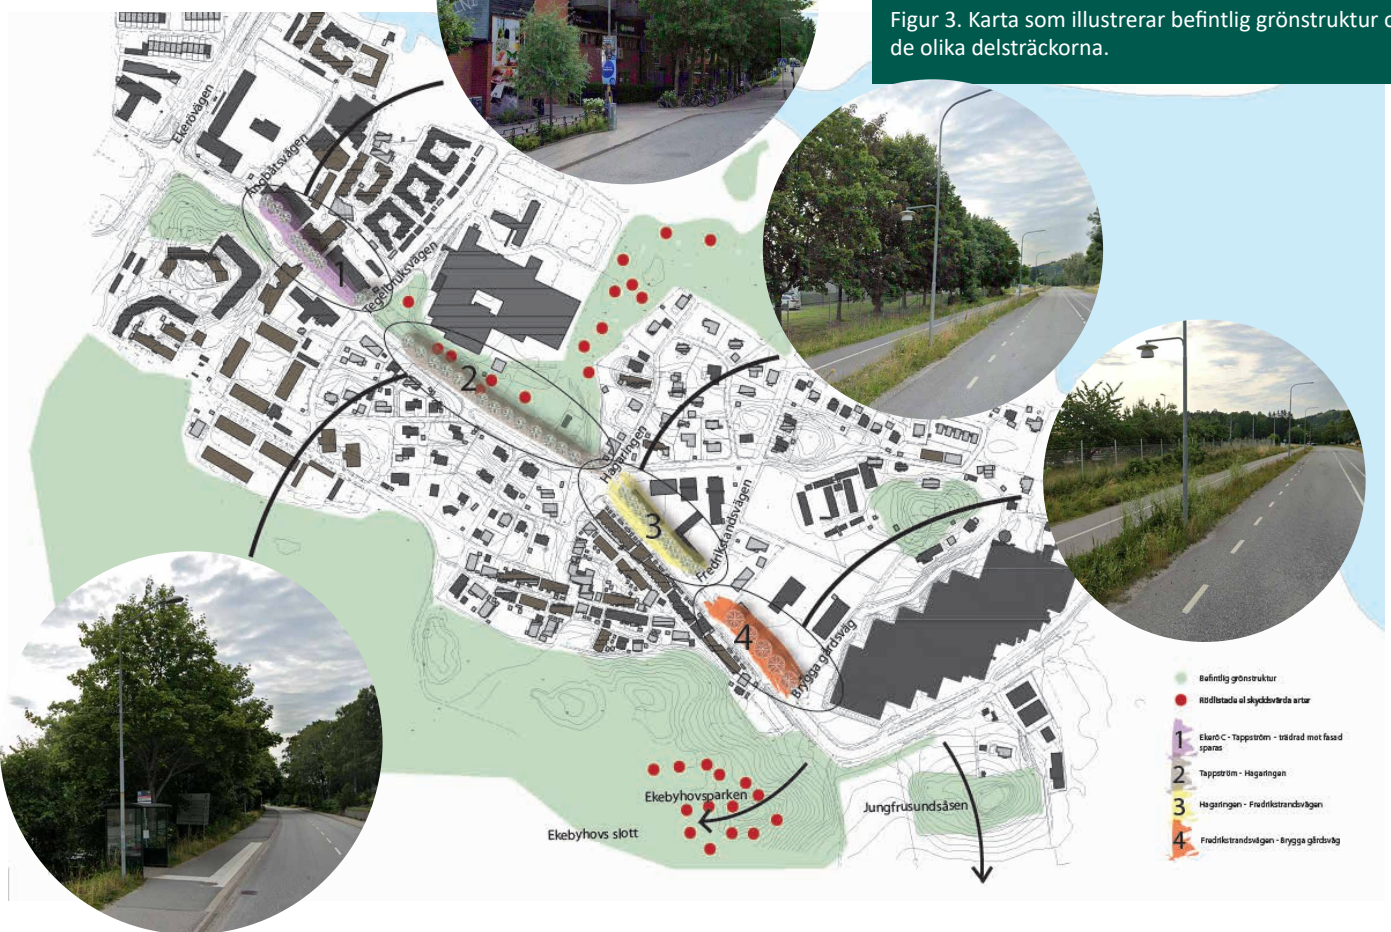 Figur 3. Karta som illustrerar befintlig grönstruktur
de olika delsträckorna.
Ekerövägen
Ångbåtsvägen
1
Tegelbruksvägen
2
Hagaringen
3
Fredrikstandsvägen
4
Brygga gårdsväg
Ekebyhovsparken
Ekebyhovs slott
Jungfrusundsåsen
Befintlig grönstruktur
Rödlistade el skyddsvärda arter
1 Ekerö C - Tappström - trädrad mot fasad
sparas
2 Tappström - Hagaringen
3 Hagaringen - Fredrikstrandsvägen
4 Fredrikstrandsvägen - Brygga gårdsväg